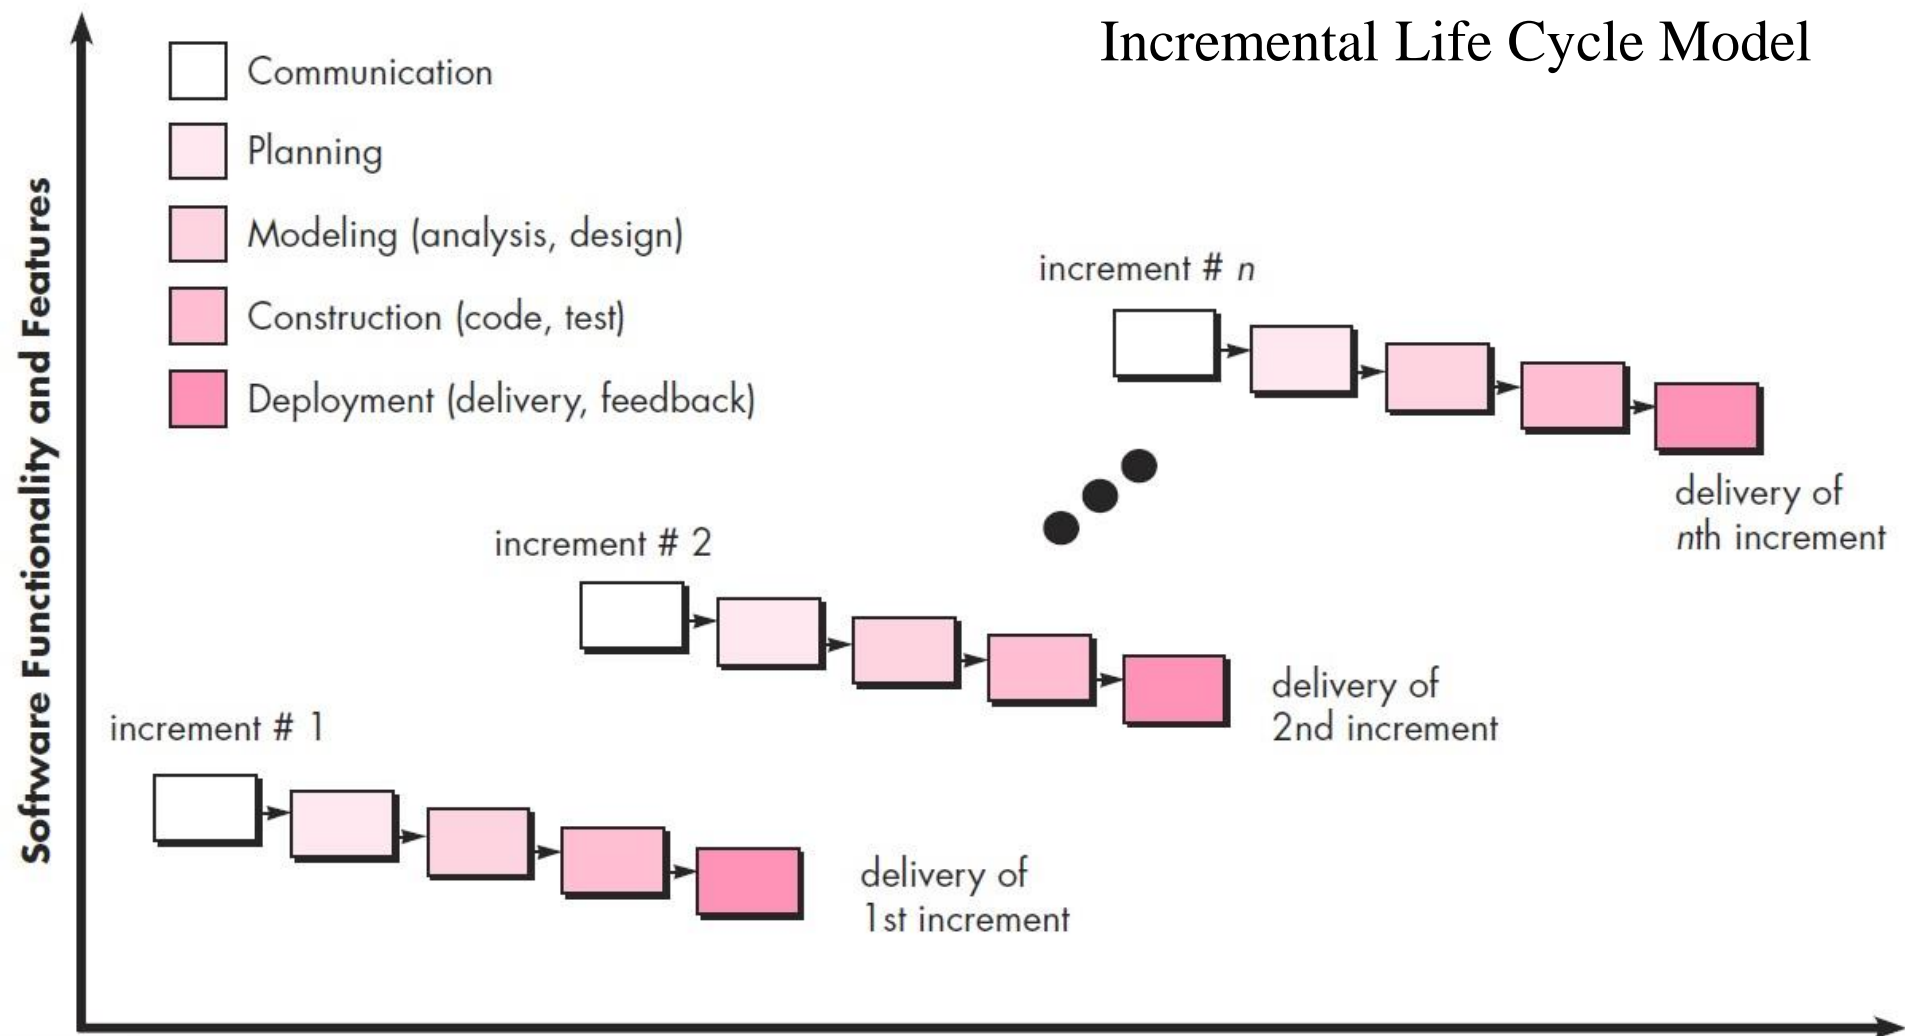 Incremental Life Cycle Model
Communication
Planning
Modeling (analysis, design)
Construction (code, test)
Deployment (delivery, feedback)
Software Functionality and Features
increment # n
delivery of
nth increment
increment # 2
delivery of
2nd increment
increment # 1
delivery of
1st increment